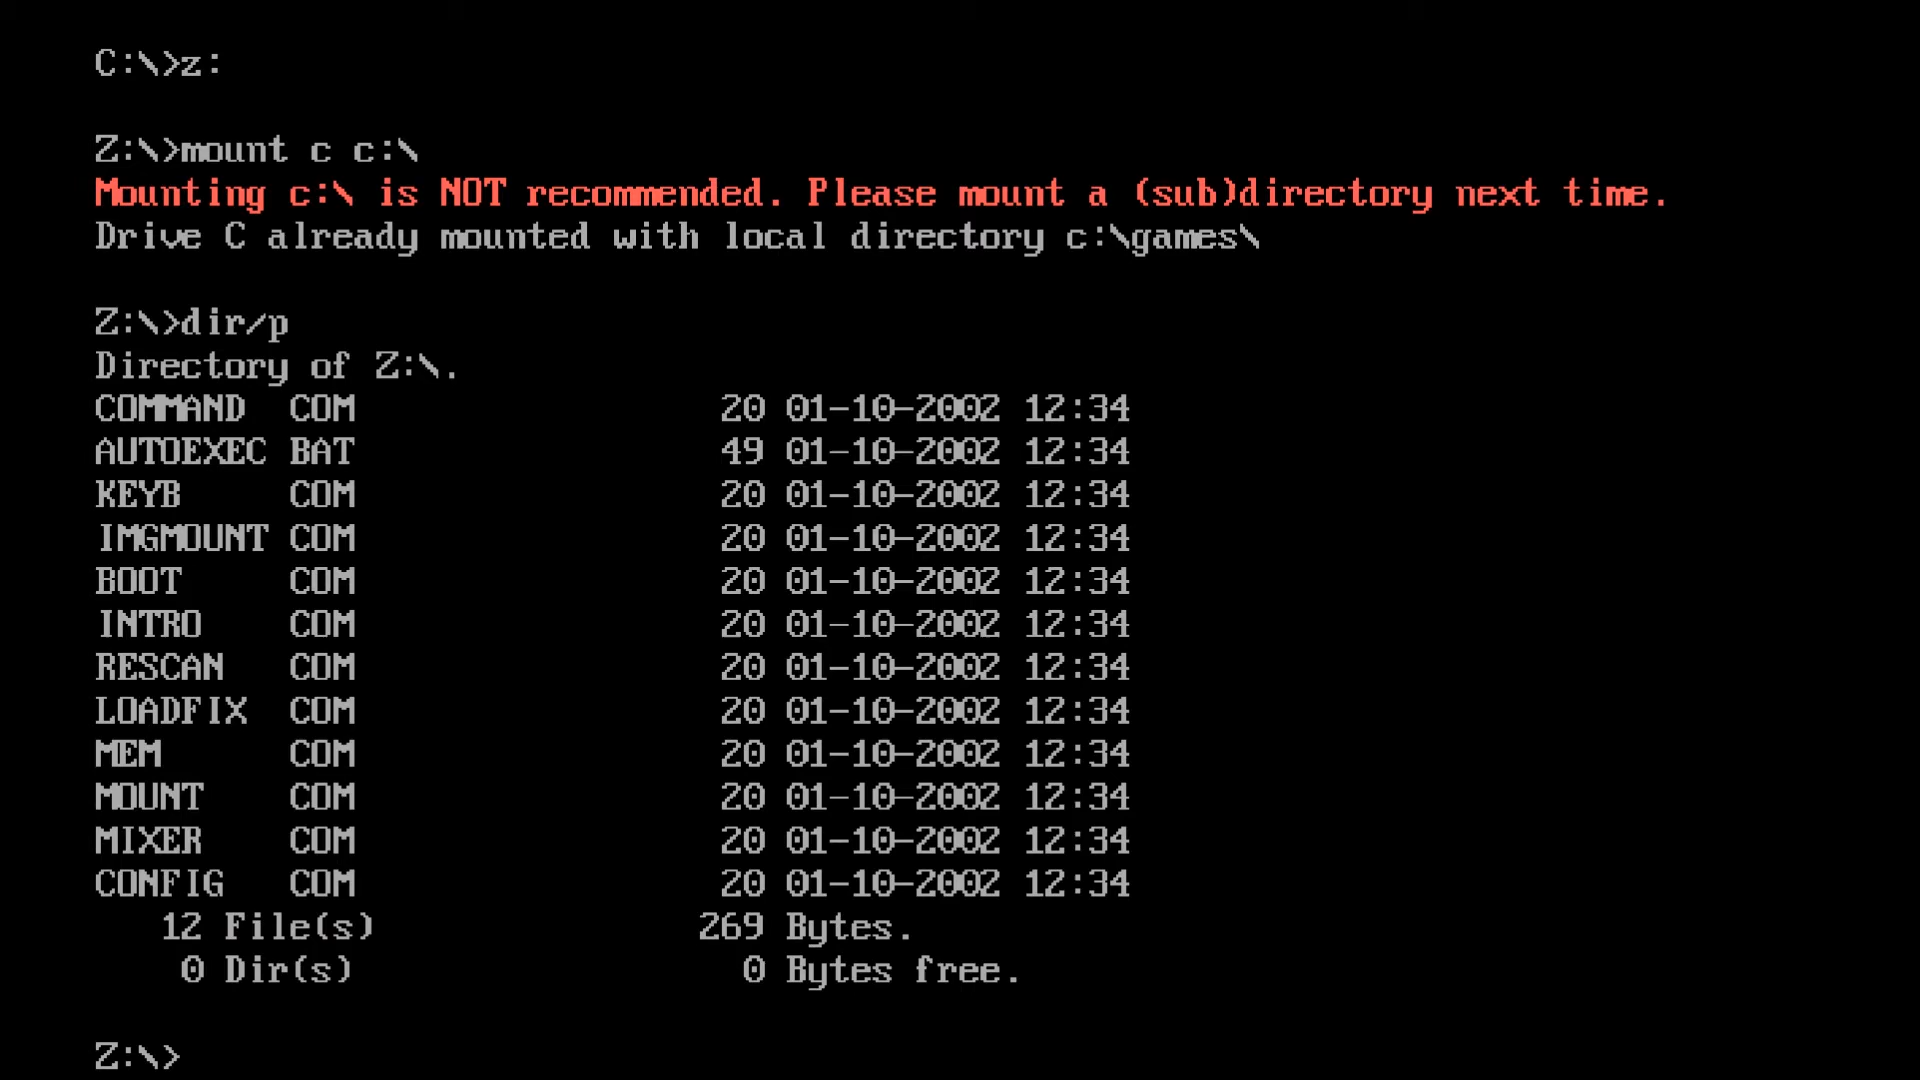 C:\>z:
Z:\>mount c c:\
Mounting c:\ is NOT recommended. Please mount a (sub)directory next time.
Drive C already mounted with local directory c:\games\
Z:\>dir/p
Directory of Z:\.
COMMAND  COM                 20 01-10-2002 12:34
AUTOEXEC BAT                 49 01-10-2002 12:34
KEYB     COM                 20 01-10-2002 12:34
IMGMOUNT COM                 20 01-10-2002 12:34
BOOT     COM                 20 01-10-2002 12:34
INTRO    COM                 20 01-10-2002 12:34
RESCAN   COM                 20 01-10-2002 12:34
LOADFIX  COM                 20 01-10-2002 12:34
MEM      COM                 20 01-10-2002 12:34
MOUNT    COM                 20 01-10-2002 12:34
MIXER    COM                 20 01-10-2002 12:34
CONFIG   COM                 20 01-10-2002 12:34
   12 File(s)               269 Bytes.
    0 Dir(s)                  0 Bytes free.
Z:\>